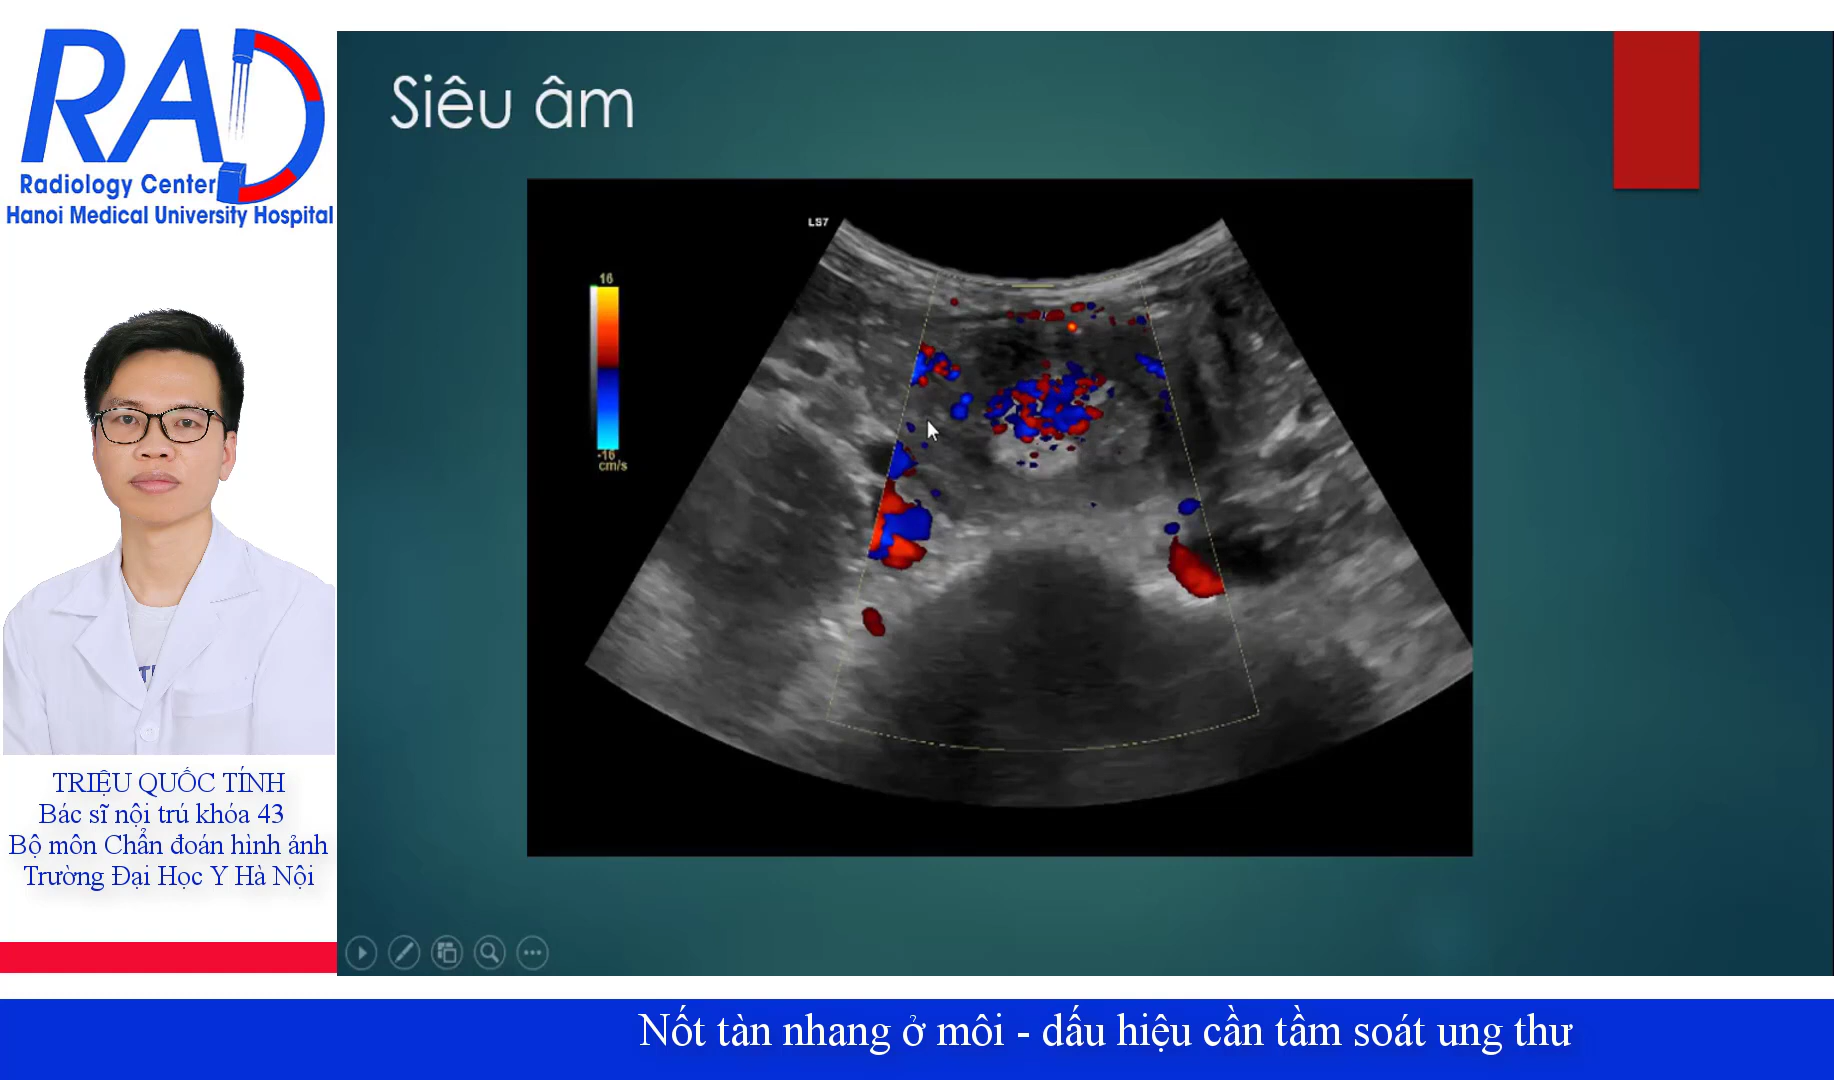 RAD
Radiology Center
Hanoi Medical University Hospital
Siêu âm
LS7
16
-16
cm/s
TRIỆU QUỐC TÍNH
Bác sĩ nội trú khóa 43
Bộ môn Chẩn đoán hình ảnh
Trường Đại Học Y Hà Nội
Nốt tàn nhang ở môi - dấu hiệu cần tầm soát ung thư